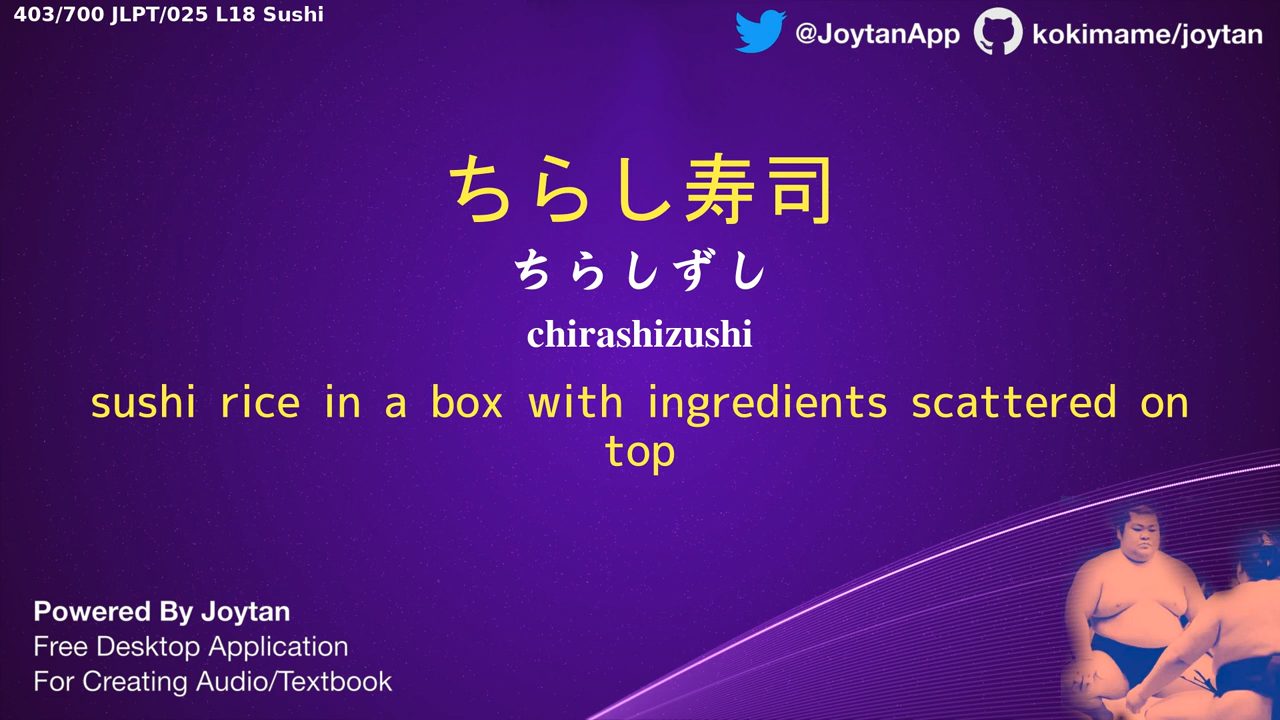 403/700 JLPT/025 L18 Sushi
@JoytanApp kokimame/joytan
ちらし寿司
ちらしずし
chirashizushi
sushi rice in a box with ingredients scattered on
top
Powered By Joytan
Free Desktop Application
For Creating Audio/Textbook